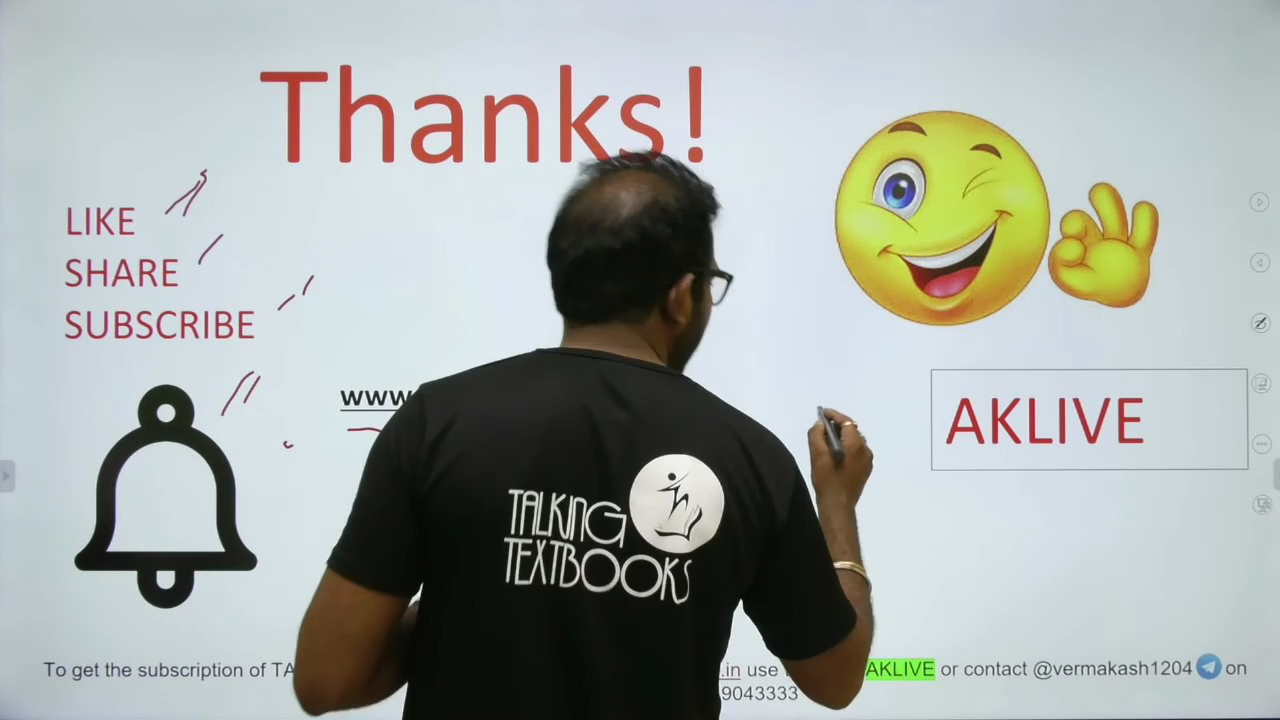 Thanks!
LIKE
SHARE
SUBSCRIBE
www
AKLIVE
TALKING
TEXTBOOKS
To get the subscription of TA .in use AKLIVE or contact @vermakash1204 on
9043333